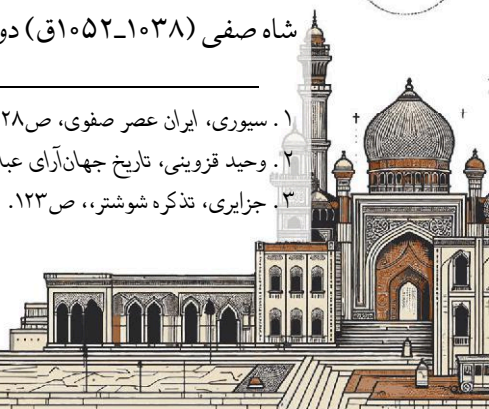 شاه صفی (۱۰۳۸ـ۱۰۵۲ق) دو
۱. سیوری، ایران عصر صفوی، ص۲۸
۲. وحید قزوینی، تاریخ جهان‌آرای عبا
۳. جزایری، تذکره شوشتر،، ص۱۲۳.